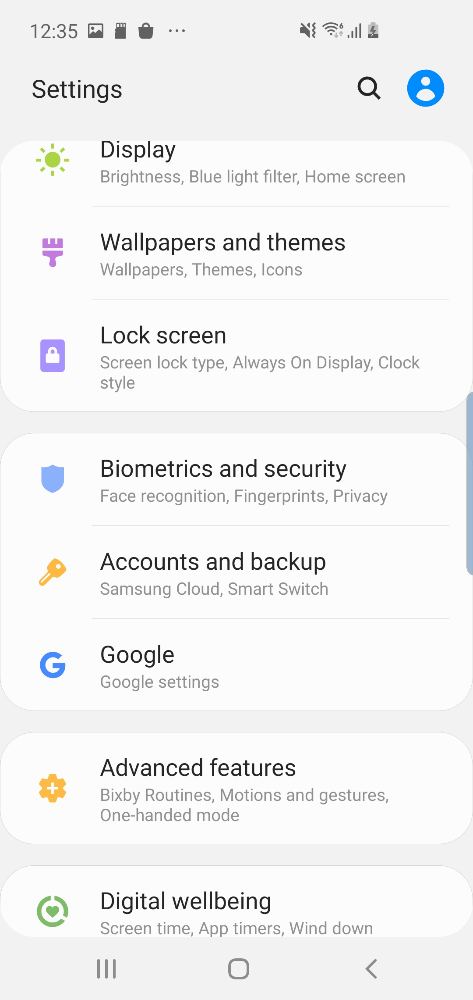 12:35
6
Settings
Display
Brightness, Blue light filter, Home screen
Wallpapers and themes
Wallpapers, Themes, Icons
Lock screen
Screen lock type, Always On Display, Clock
style
Biometrics and security
Face recognition, Fingerprints, Privacy
Accounts and backup
Samsung Cloud, Smart Switch
G
Google
Google settings
Advanced features
Bixby Routines, Motions and gestures,
One-handed mode
Digital wellbeing
Screen time, App timers, Wind down